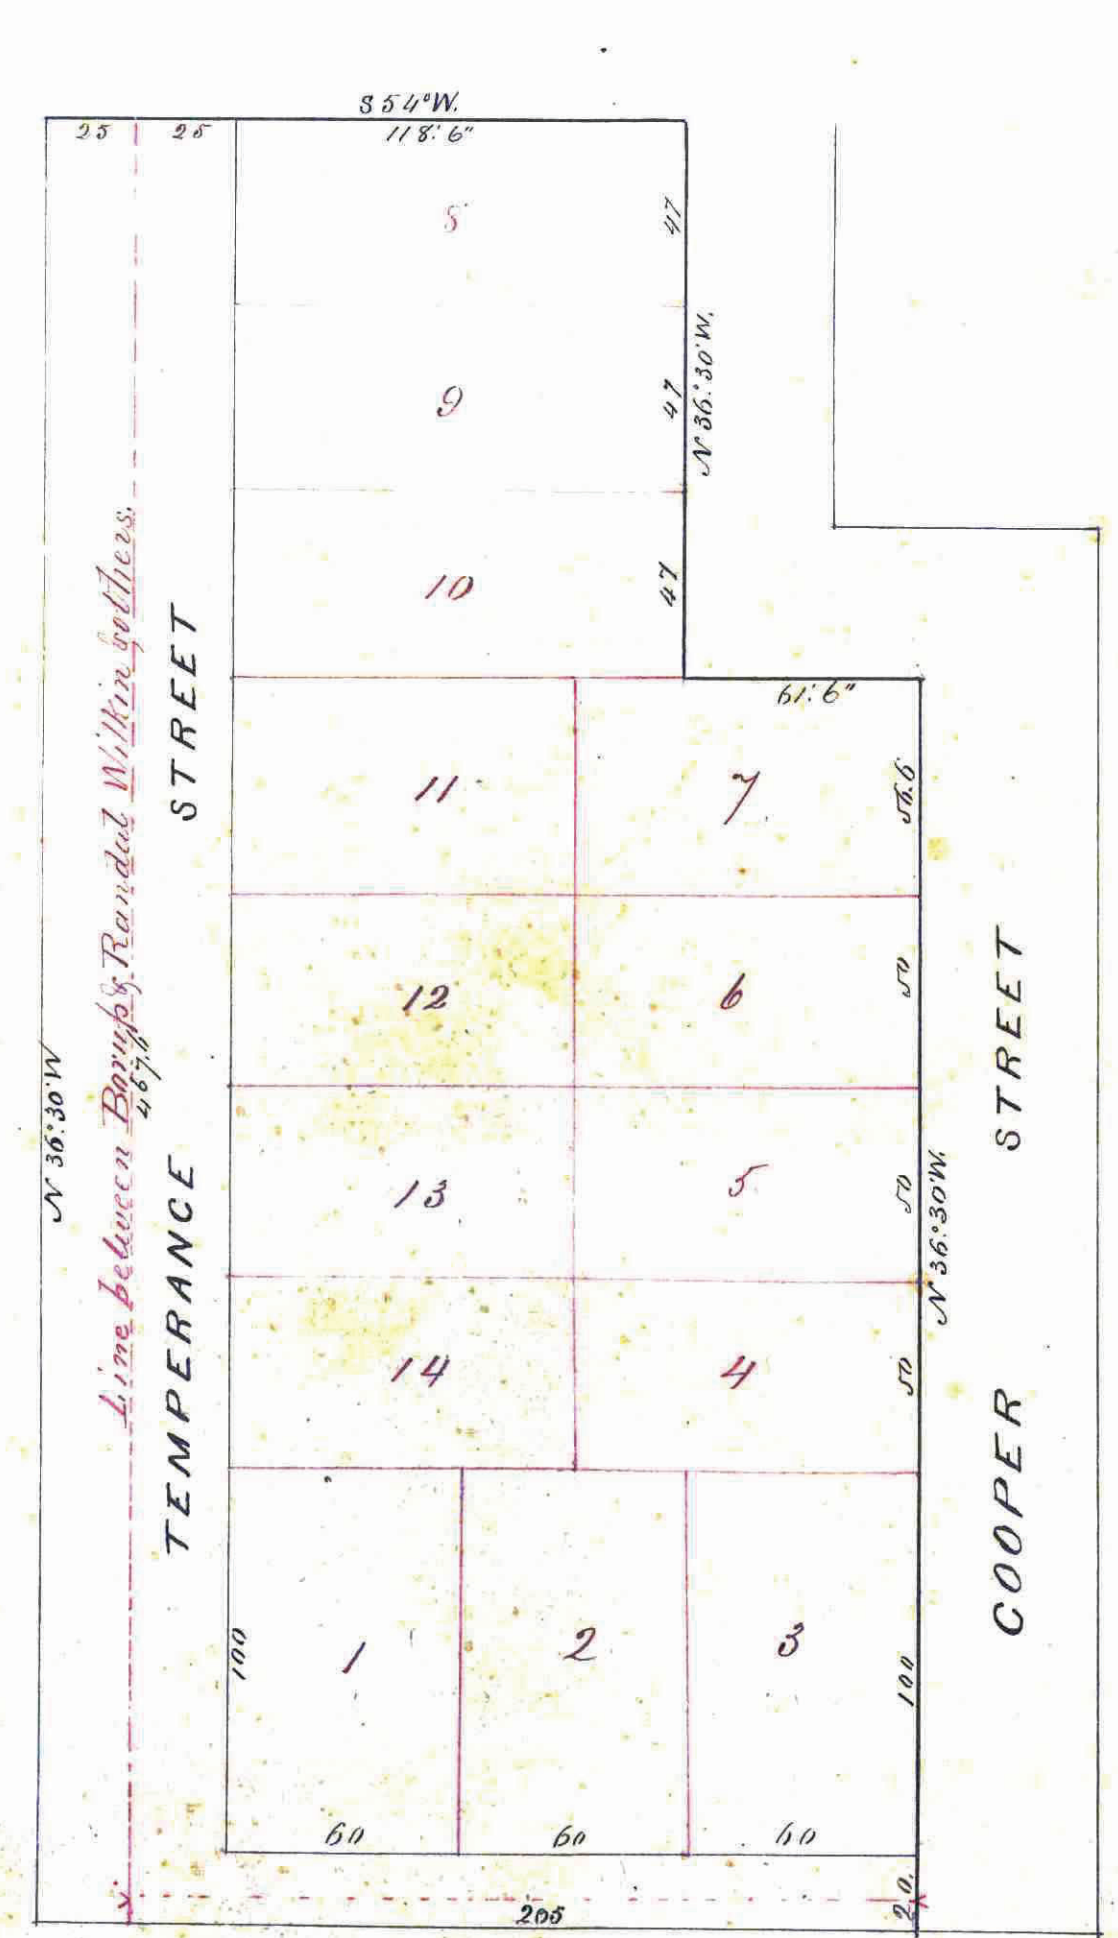 S 54° W.
25 25 118' 6"
8 47
9 47
N 36.° 30' W.
10 47
STREET
61' 6"
11 7 56.6
12 6 50
13 5 50
14 4 50
N 36.° 30' W.
N 36.° 30' W
Line between Borup & Randal Wilkin & others.
467.6
TEMPERANCE
STREET
COOPER
100 1 2 3 100
60 60 60
205 20.